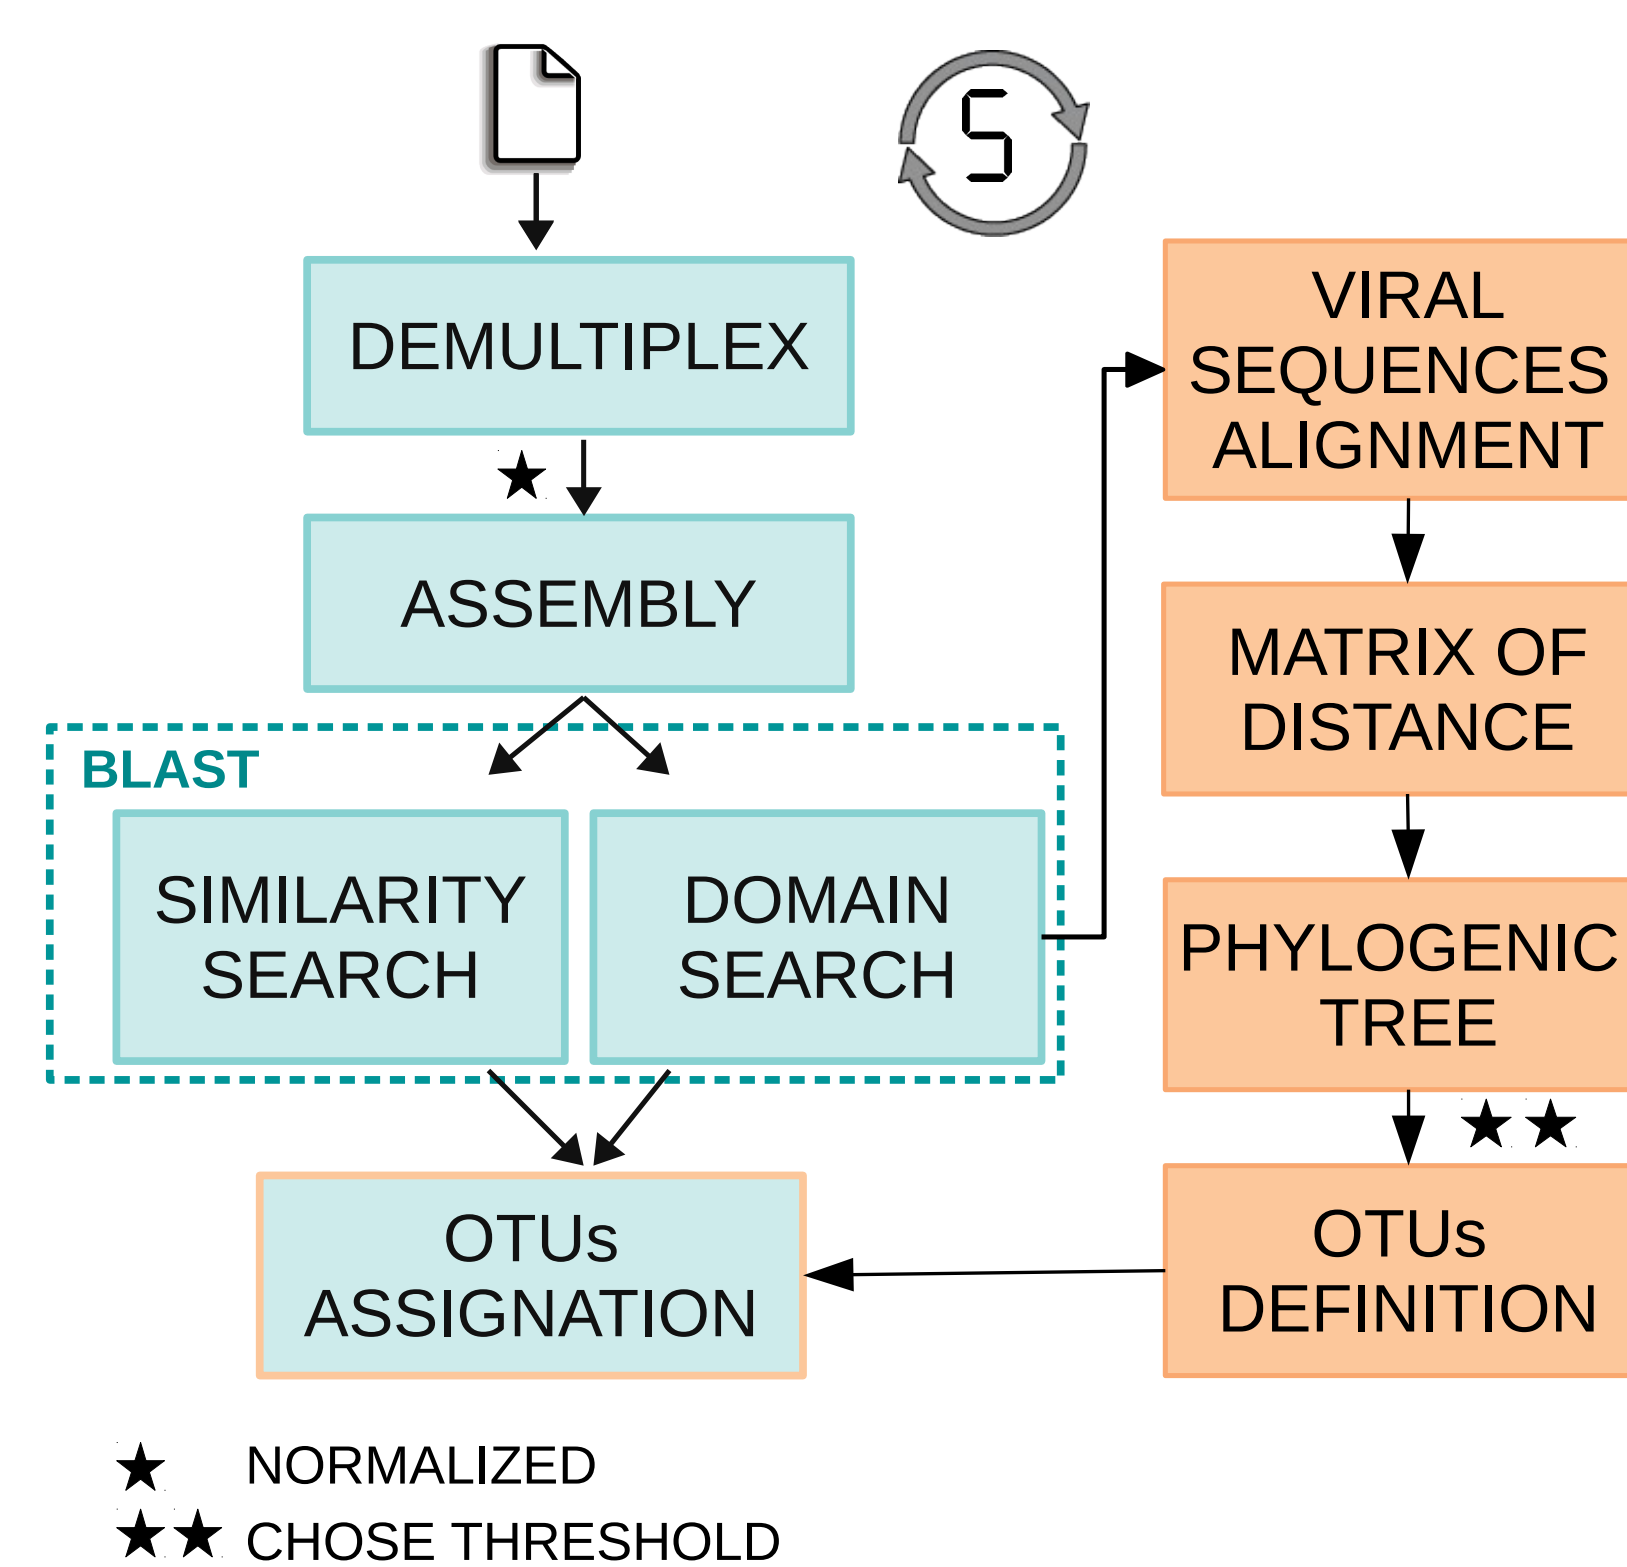 5
DEMULTIPLEX
ASSEMBLY
BLAST
SIMILARITY
SEARCH
DOMAIN
SEARCH
OTUs
ASSIGNATION
VIRAL
SEQUENCES
ALIGNMENT
MATRIX OF
DISTANCE
PHYLOGENIC
TREE
OTUs
DEFINITION
NORMALIZED
CHOSE THRESHOLD